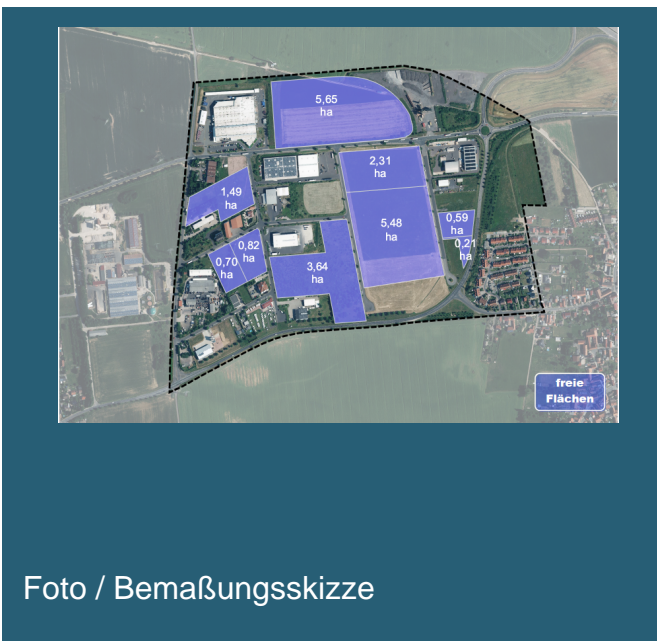 5,65
ha
2,31
ha
1,49
ha
0,59
ha
5,48
ha
0,82
ha
0,21
ha
0,70
ha
3,64
ha
freie
Flächen
Foto / Bemaßungsskizze